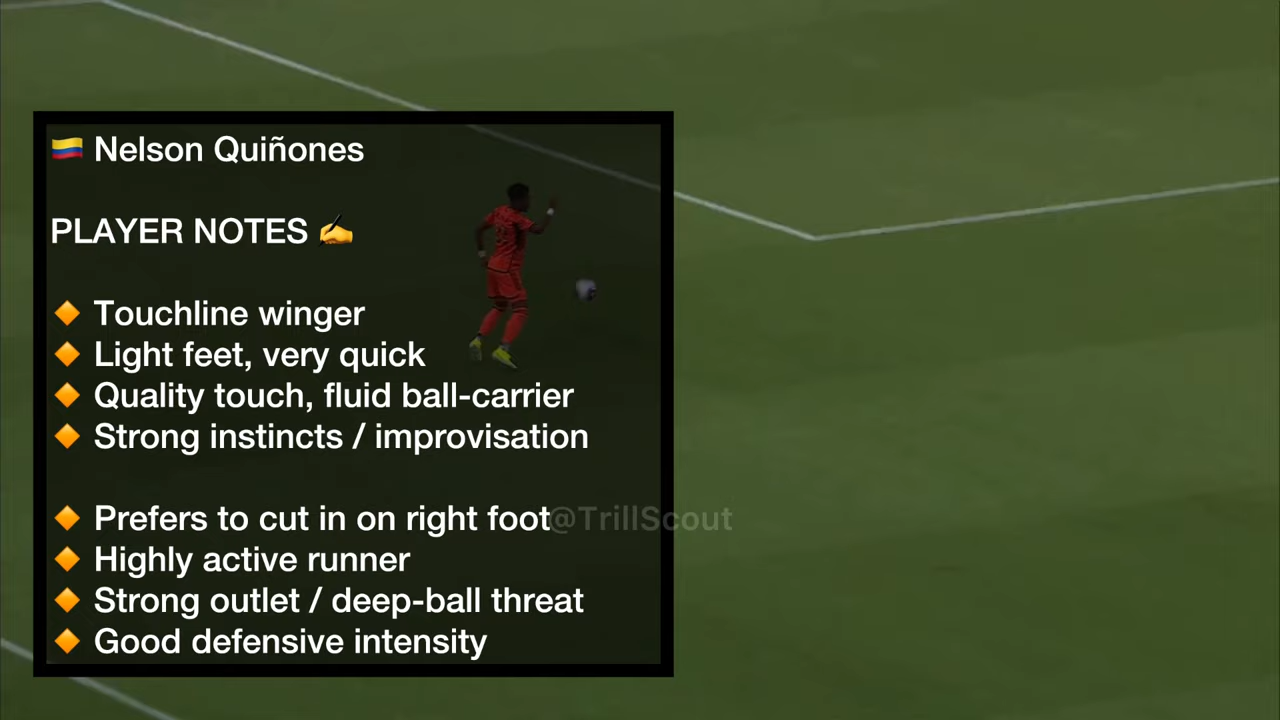 🇨🇴 Nelson Quiñones
PLAYER NOTES ✍️
🔸 Touchline winger
🔸 Light feet, very quick
🔸 Quality touch, fluid ball-carrier
🔸 Strong instincts / improvisation
🔸 Prefers to cut in on right foot
@TrillScout
🔸 Highly active runner
🔸 Strong outlet / deep-ball threat
🔸 Good defensive intensity